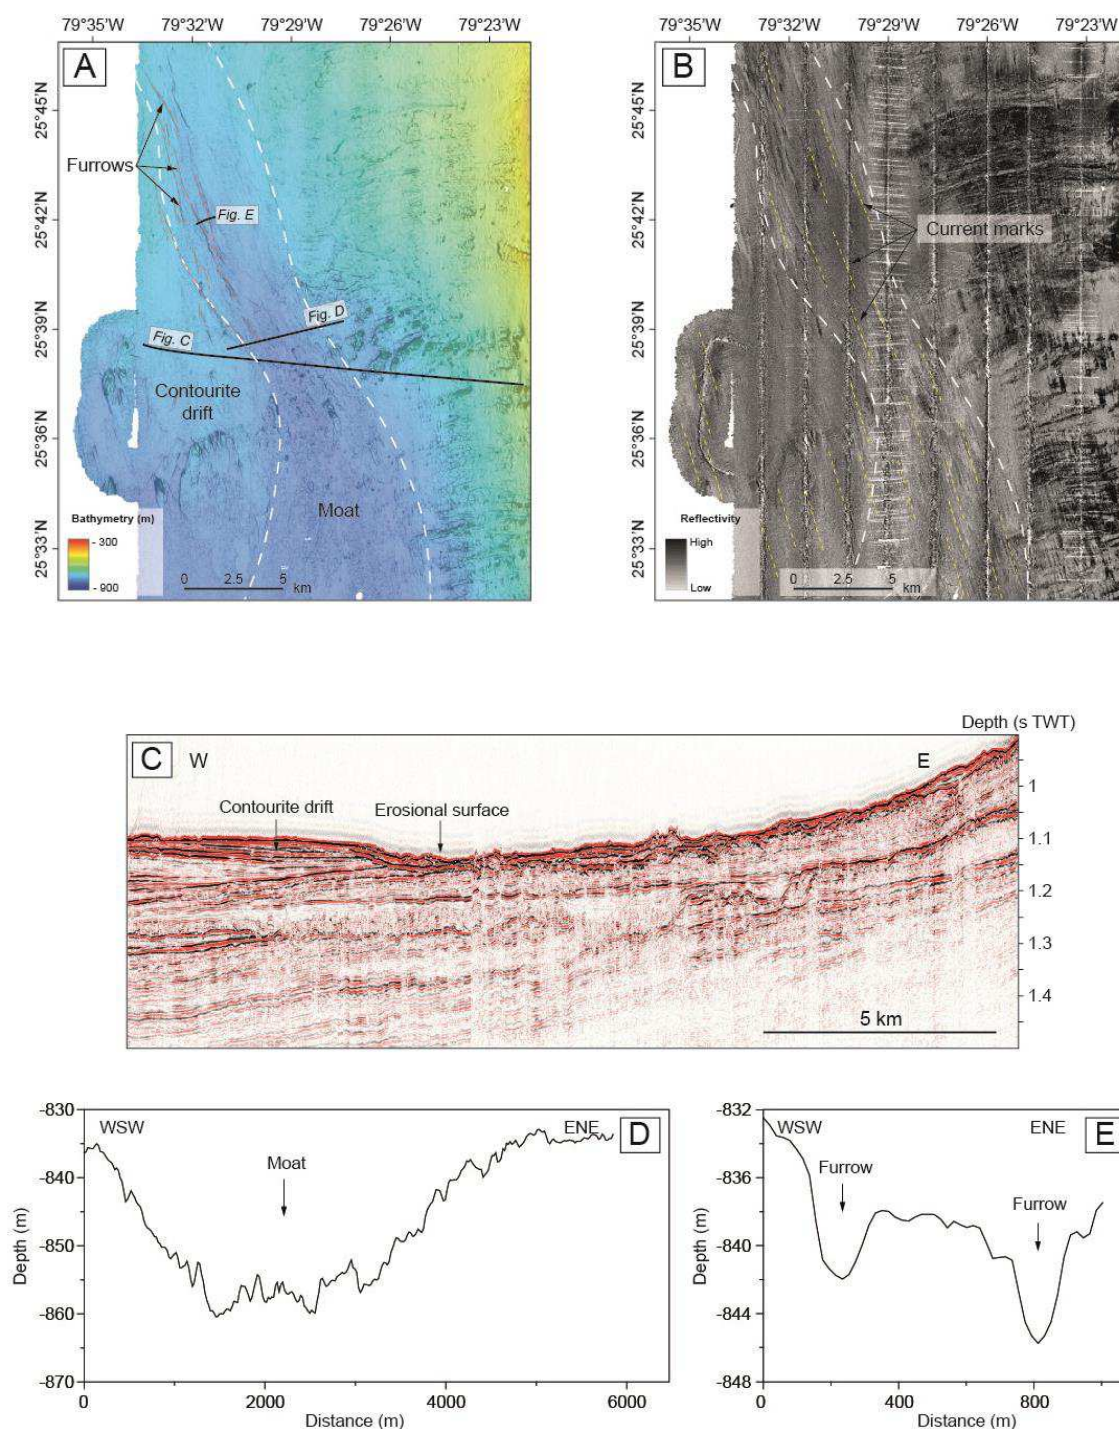 79°35'W 79°32'W 79°29'W 79°26'W 79°23'W
A
25°45'N
25°42'N
25°39'N
25°36'N
25°33'N
Furrows
Fig. E
Fig. D
Fig. C
Contourite
drift
Moat
Bathymetry (m)
- 300
- 900
0 2.5 5
km
79°35'W 79°32'W 79°29'W 79°26'W 79°23'W
B
25°45'N
25°42'N
25°39'N
25°36'N
25°33'N
Current marks
Reflectivity
High
Low
0 2.5 5
km
Depth (s TWT)
C W E
Contourite drift Erosional surface
1
1.1
1.2
1.3
1.4
5 km
-830
-840
-850
-860
-870
Depth (m)
WSW ENE D
Moat
0 2000 4000 6000
Distance (m)
-832
-836
-840
-844
-848
Depth (m)
WSW ENE E
Furrow
Furrow
0 400 800
Distance (m)